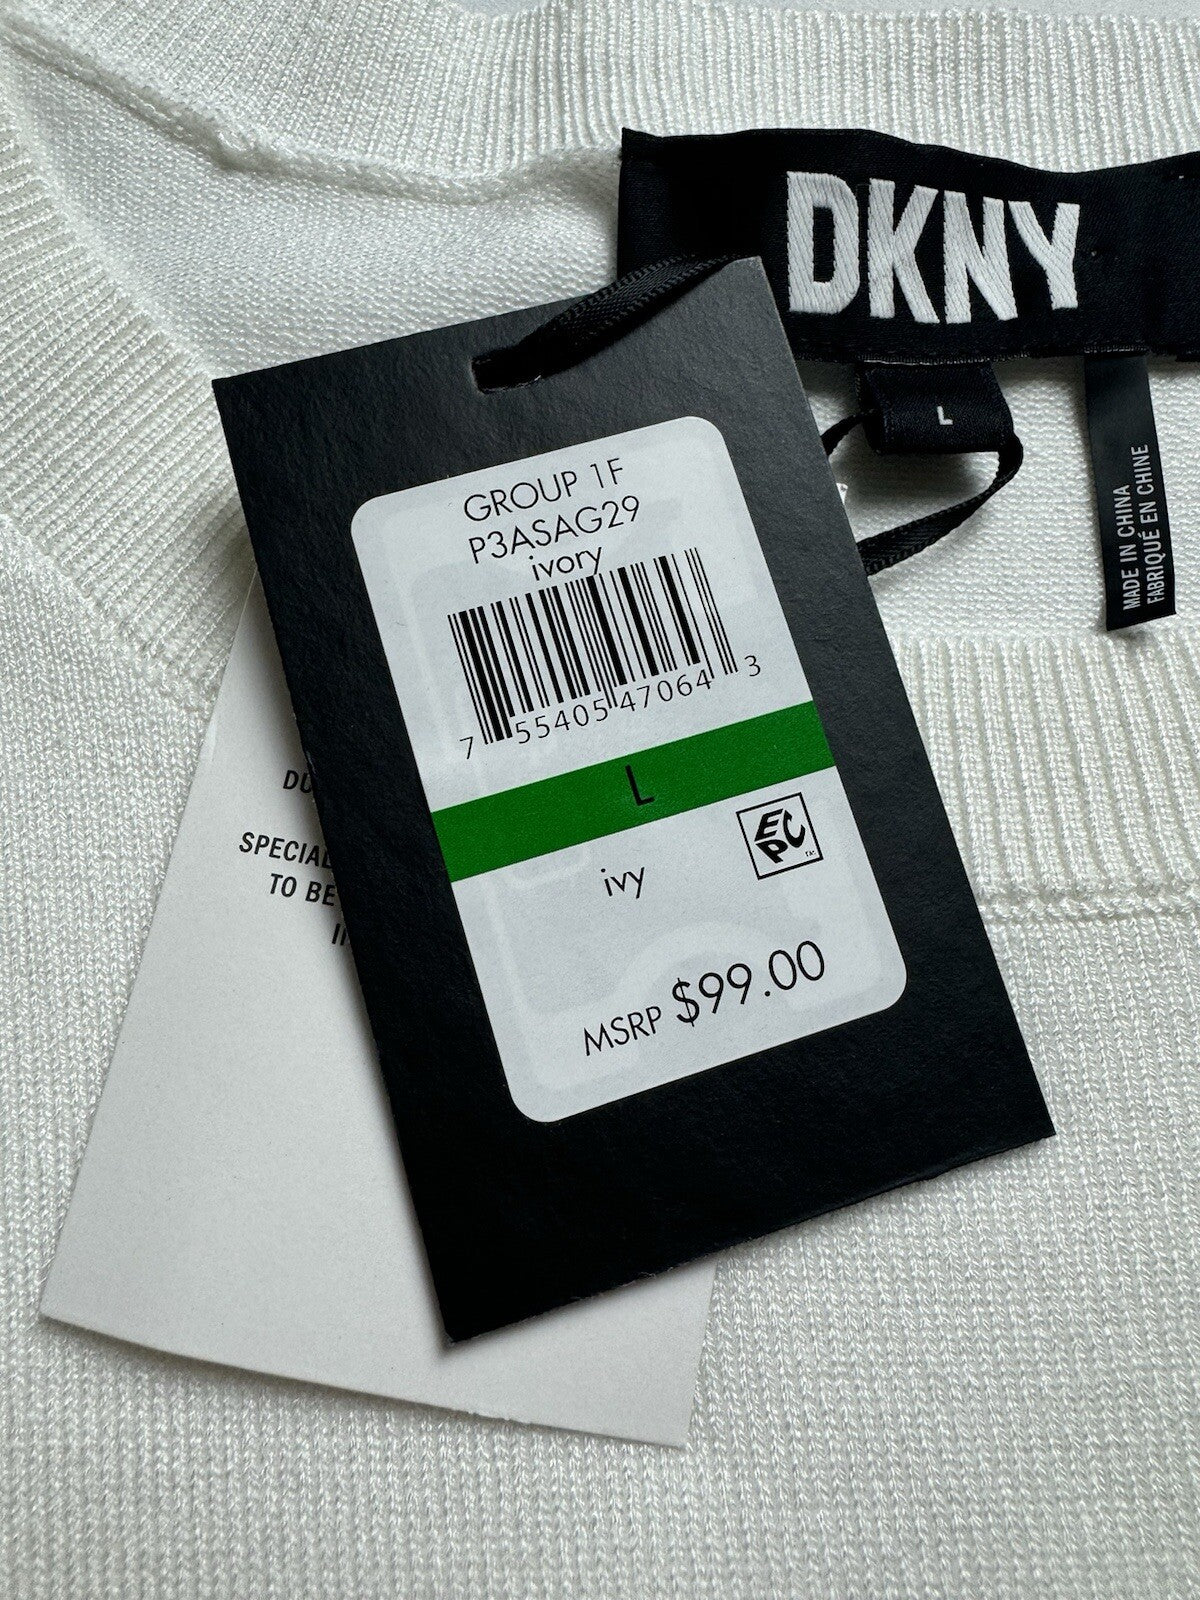 DKNY
L
MADE IN CHINA
FABRIQUÉ EN CHINE
GROUP 1F
P3ASAG29
ivory
7 55405 47064 3
L
EPC
ivy
MSRP $99.00
SPECIAL
TO BE